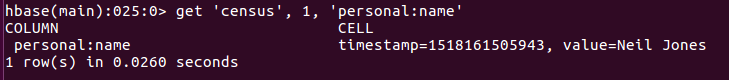 hbase(main):025:0> get 'census', 1, 'personal:name'
COLUMN CELL
personal:name timestamp=1518161505943, value=Neil Jones
1 row(s) in 0.0260 seconds